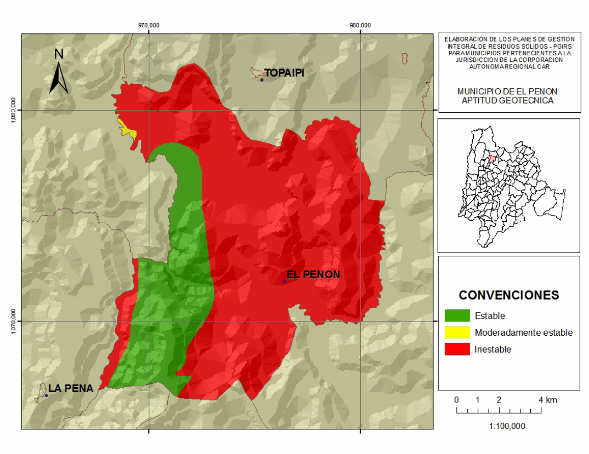 970,000
980,000
N
TOPAIPI
1,080,000
EL PENON
1,070,000
LA PENA
ELABORACION DE LOS PLANES DE GESTION
INTEGRAL DE RESIDUOS SOLIDOS - PGIRS
PARA MUNICIPIOS PERTENECIENTES A LA
JURISDICCION DE LA CORPORACION
AUTONOMA REGIONAL CAR
MUNICIPIO DE EL PENON
APTITUD GEOTECNICA
CONVENCIONES
Estable
Moderadamente estable
Inestable
0 1 2 4 km
1:100,000